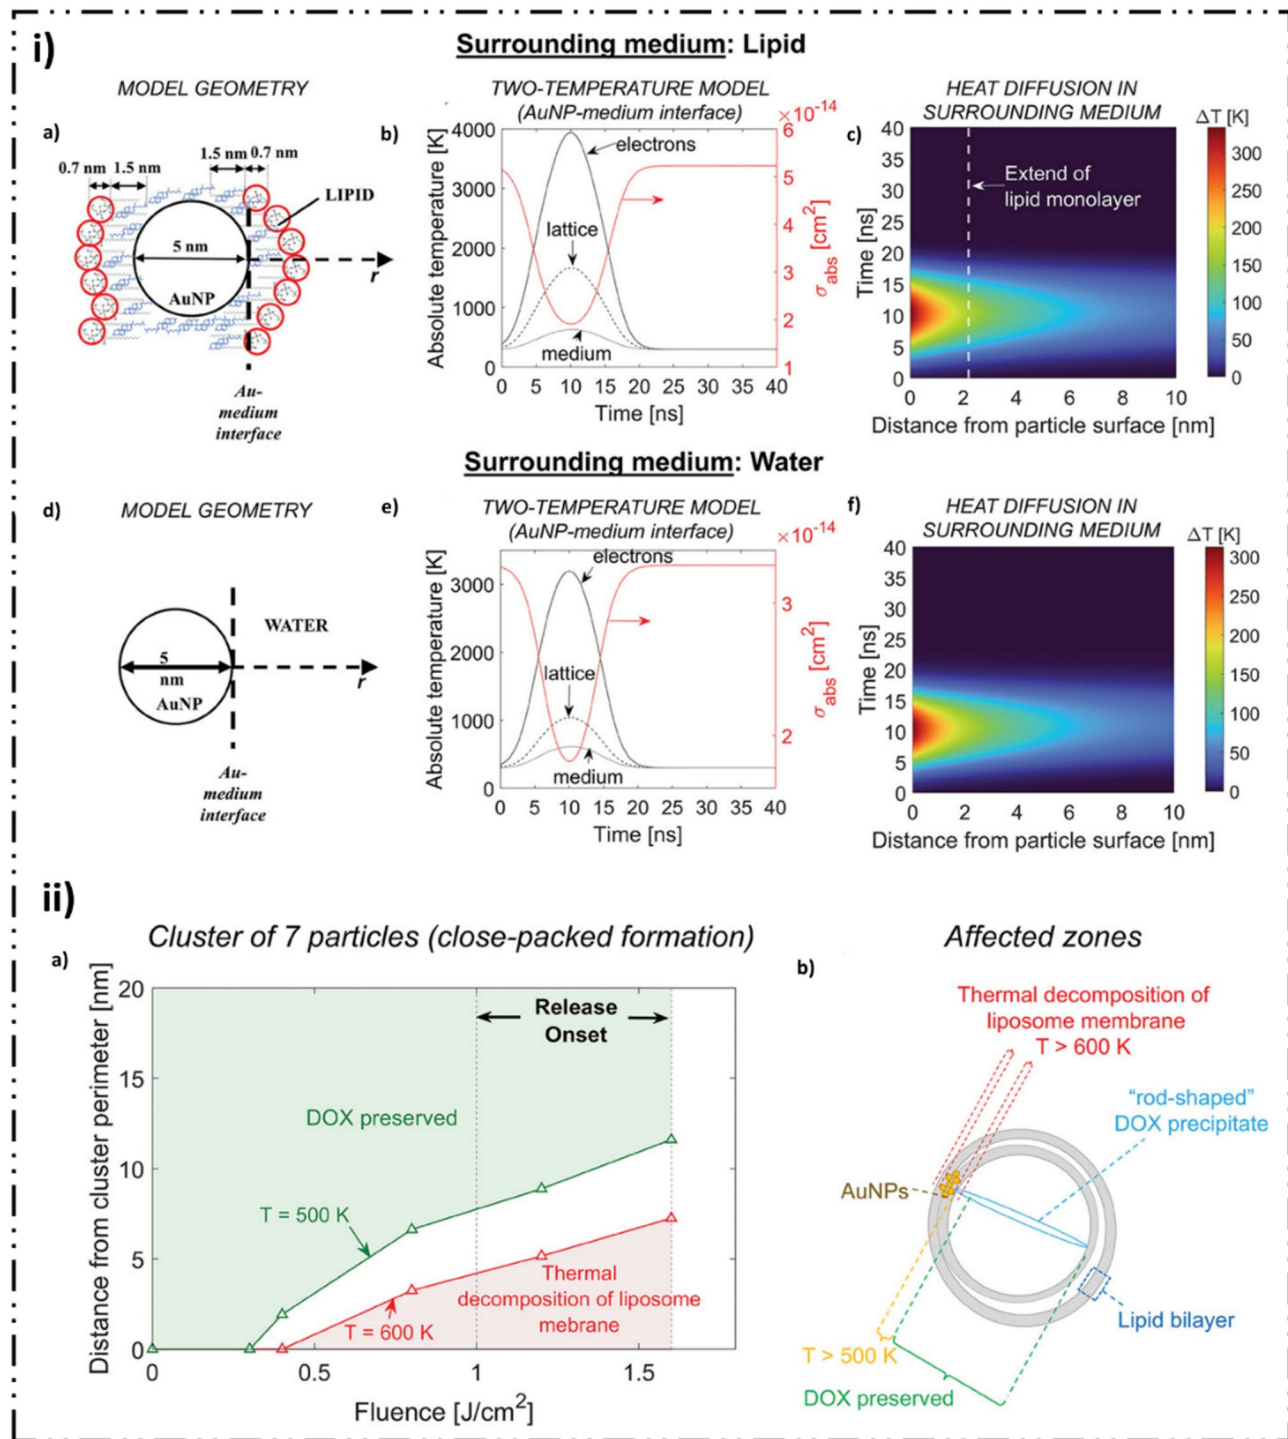 i)
Surrounding medium: Lipid
MODEL GEOMETRY
a)
0.7 nm
1.5 nm
1.5 nm
0.7 nm
LIPID
5 nm
AuNP
r
Au-
medium
interface
TWO-TEMPERATURE MODEL
(AuNP-medium interface)
b)
×10⁻¹⁴
Absolute temperature [K]
4000
3000
2000
1000
0
electrons
lattice
medium
6
5
4
3
2
1
σabs [cm²]
0 5 10 15 20 25 30 35 40
Time [ns]
HEAT DIFFUSION IN
SURROUNDING MEDIUM
c)
ΔT [K]
Time [ns]
40
35
30
25
20
15
10
5
0
Extend of
lipid monolayer
300
250
200
150
100
50
0
0 2 4 6 8 10
Distance from particle surface [nm]
Surrounding medium: Water
d)
MODEL GEOMETRY
5
nm
AuNP
WATER
r
Au-
medium
interface
e)
TWO-TEMPERATURE MODEL
(AuNP-medium interface)
×10⁻¹⁴
Absolute temperature [K]
3000
2000
1000
0
electrons
lattice
medium
3
2
σabs [cm²]
0 5 10 15 20 25 30 35 40
Time [ns]
f)
HEAT DIFFUSION IN
SURROUNDING MEDIUM
ΔT [K]
Time [ns]
40
35
30
25
20
15
10
5
0
300
250
200
150
100
50
0
0 2 4 6 8 10
Distance from particle surface [nm]
ii)
Cluster of 7 particles (close-packed formation)
a)
Distance from cluster perimeter [nm]
20
15
10
5
0
Release
Onset
DOX preserved
T = 500 K
Thermal
decomposition of liposome
mebrane
T = 600 K
0 0.5 1 1.5
Fluence [J/cm²]
Affected zones
b)
Thermal decomposition of
liposome membrane
T > 600 K
“rod-shaped”
DOX precipitate
AuNPs
Lipid bilayer
T > 500 K
DOX preserved